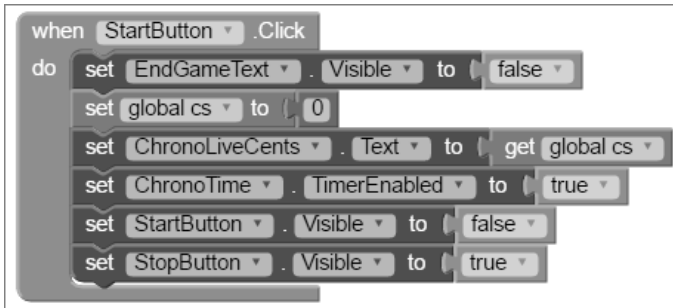 when StartButton .Click
do set EndGameText . Visible to false
set global cs to 0
set ChronoLiveCents . Text to get global cs
set ChronoTime . TimerEnabled to true
set StartButton . Visible to false
set StopButton . Visible to true